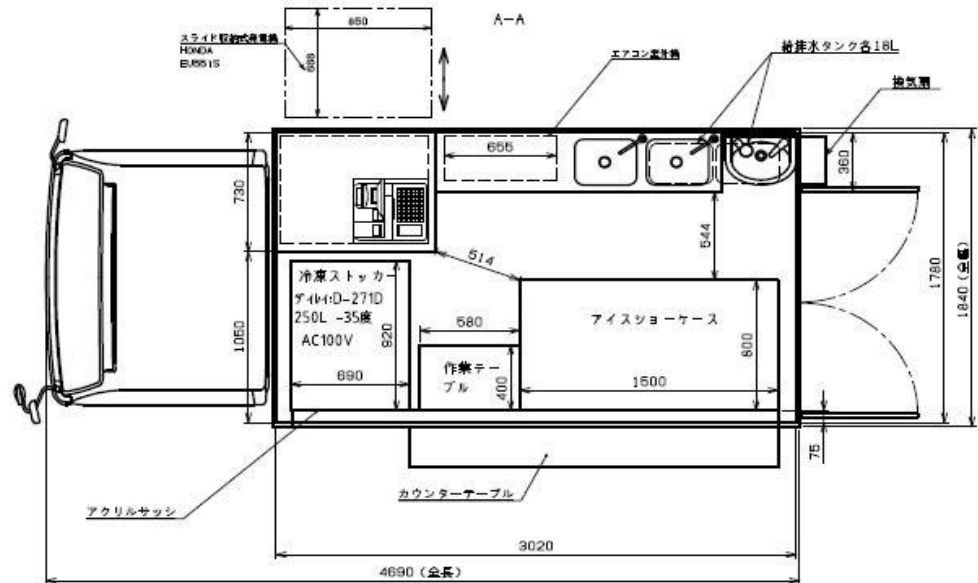 A-A
850
スライド収納式発電機
HONDA
688
エアコン室外機
給排水タンク各18L
換気扇
655
360
730
544
514
1780
1840(全幅)
冷凍ストッカー
ダイレイ:D-271D
250L -35度
AC100V
920
690
1050
580
作業テー
ブル
400
アイスショーケース
1500
800
75
カウンターテーブル
アクリルサッシ
3020
4690(全長)